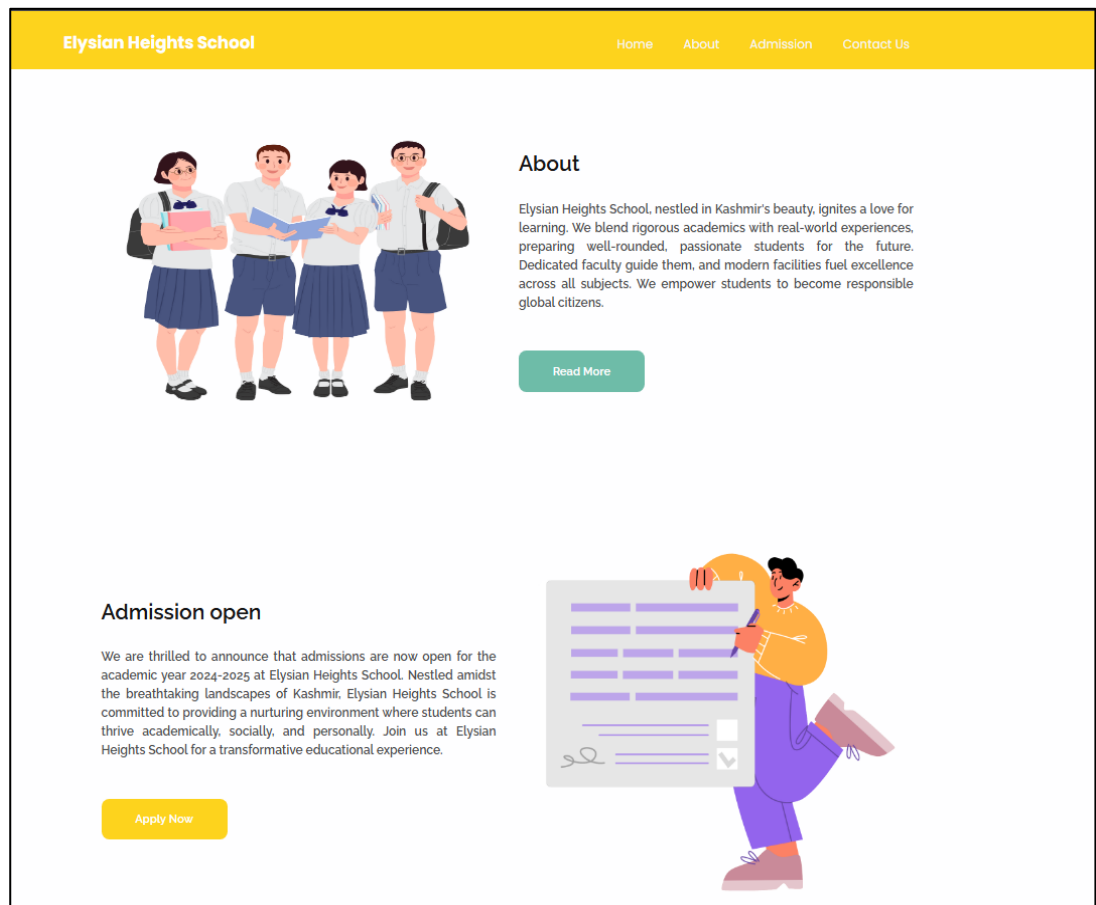 Elysian Heights School
Home About Admission Contact Us
About
Elysian Heights School, nestled in Kashmir's beauty, ignites a love for
learning. We blend rigorous academics with real-world experiences,
preparing well-rounded, passionate students for the future.
Dedicated faculty guide them, and modern facilities fuel excellence
across all subjects. We empower students to become responsible
global citizens.
Read More
Admission open
We are thrilled to announce that admissions are now open for the
academic year 2024-2025 at Elysian Heights School. Nestled amidst
the breathtaking landscapes of Kashmir, Elysian Heights School is
committed to providing a nurturing environment where students can
thrive academically, socially, and personally. Join us at Elysian
Heights School for a transformative educational experience.
Apply Now